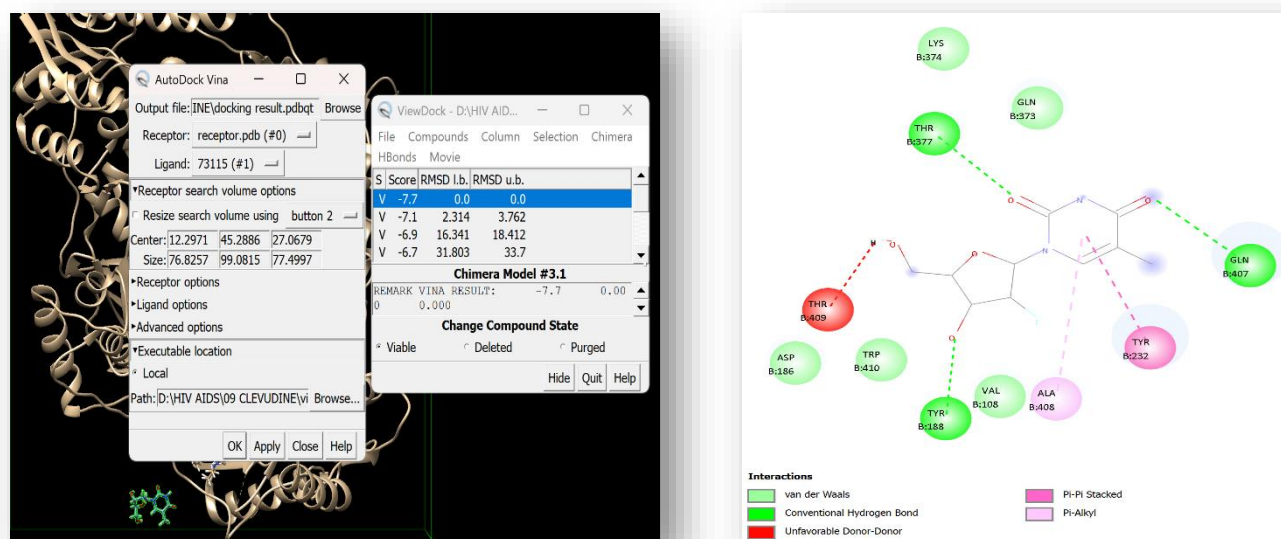 AutoDock Vina
Output file: INE\docking result.pdbqt Browse
Receptor: receptor.pdb (#0)
Ligand: 73115 (#1)
Receptor search volume options
Resize search volume using button 2
Center: 12.2971 45.2886 27.0679
Size: 76.8257 99.0815 77.4997
Receptor options
Ligand options
Advanced options
Executable location
Local
Path: D:\HIV AIDS\09 CLEVUDINE\vi Browse...
OK Apply Close Help
ViewDock - D:\HIV AID...
File Compounds Column Selection Chimera
HBonds Movie
S Score RMSD l.b. RMSD u.b.
V -7.7 0.0 0.0
V -7.1 2.314 3.762
V -6.9 16.341 18.412
V -6.7 31.803 33.7
Chimera Model #3.1
REMARK VINA RESULT: -7.7 0.00
0 0.000
Change Compound State
Viable Deleted Purged
Hide Quit Help
LYS
B:374
GLN
B:373
THR
B:377
O
N
O
H
O
O
N
GLN
B:407
THR
B:409
O
TYR
B:232
ASP
B:186
TRP
B:410
VAL
B:108
ALA
B:408
TYR
B:188
Interactions
van der Waals
Conventional Hydrogen Bond
Unfavorable Donor-Donor
Pi-Pi Stacked
Pi-Alkyl